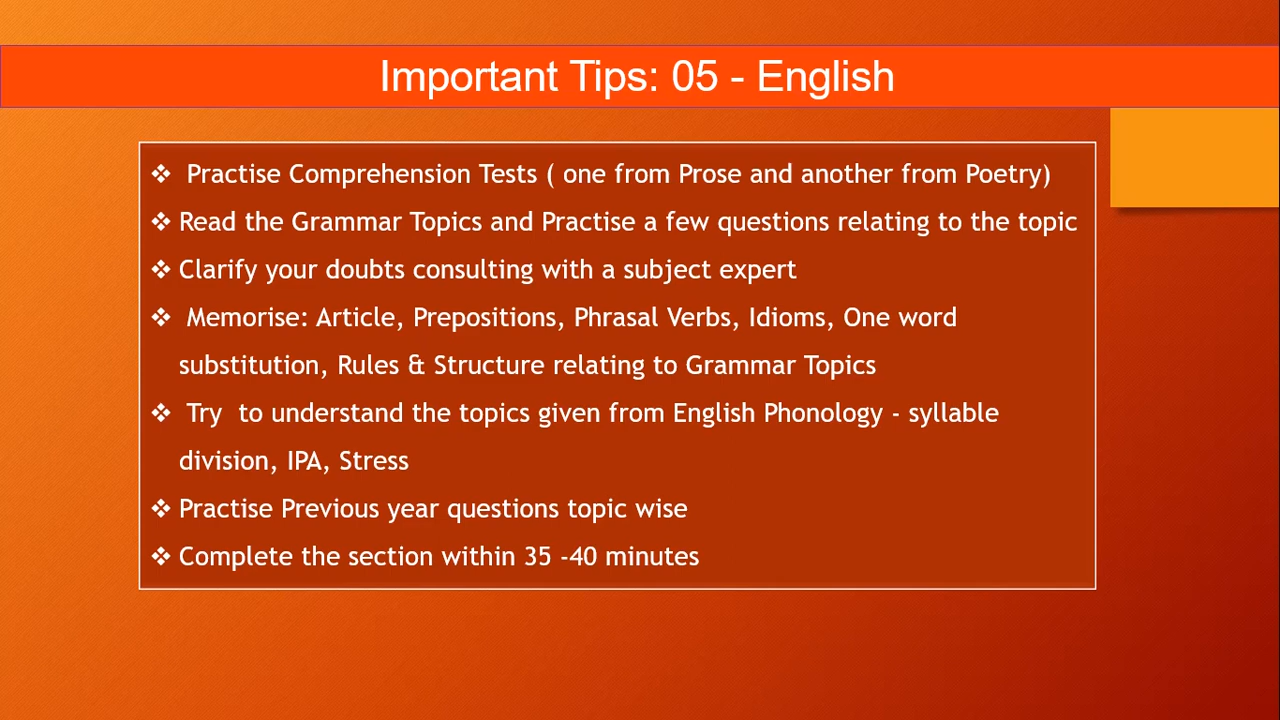 Important Tips: 05 - English
❖ Practise Comprehension Tests ( one from Prose and another from Poetry)
❖ Read the Grammar Topics and Practise a few questions relating to the topic
❖ Clarify your doubts consulting with a subject expert
❖ Memorise: Article, Prepositions, Phrasal Verbs, Idioms, One word
substitution, Rules & Structure relating to Grammar Topics
❖ Try to understand the topics given from English Phonology - syllable
division, IPA, Stress
❖ Practise Previous year questions topic wise
❖ Complete the section within 35 -40 minutes